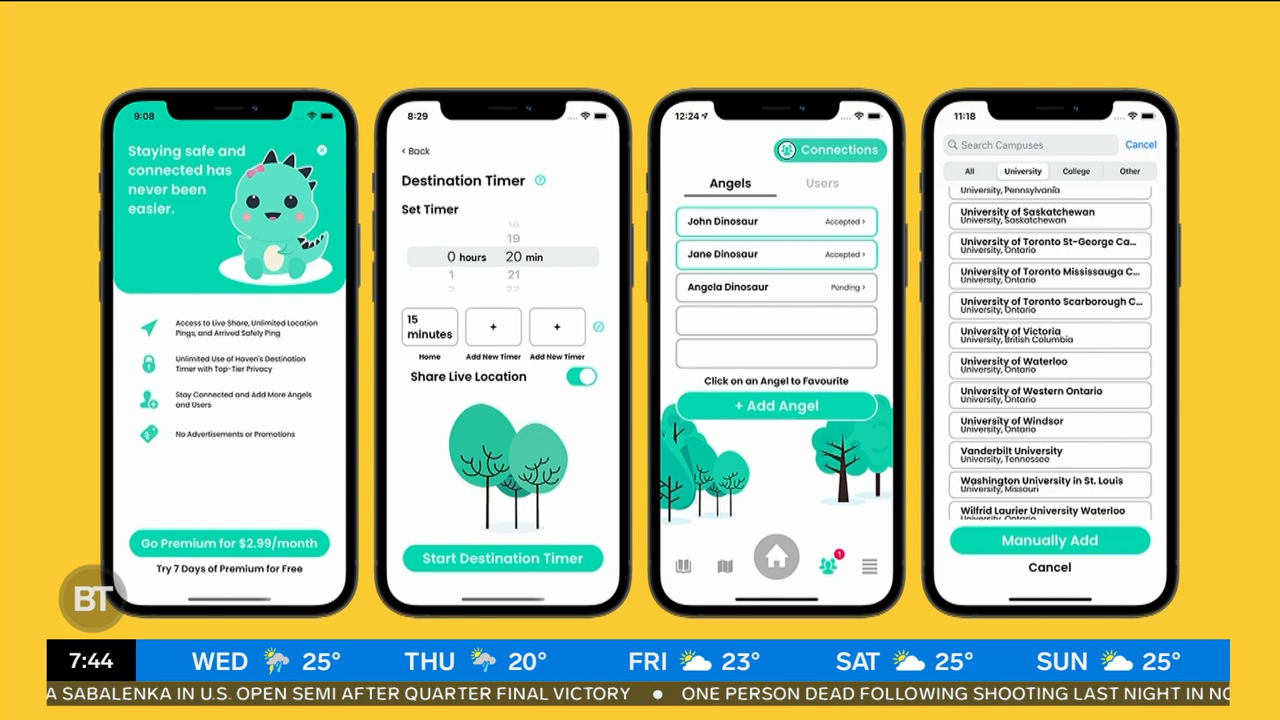 9:08
Staying safe and
connected has
never been
easier.
Access to Live Share, Unlimited Location
Pings, and Arrived Safely Ping
Unlimited Use of Haven's Destination
Timer with Top-Tier Privacy
Stay Connected and Add More Angels
and Users
No Advertisements or Promotions
Go Premium for $2.99/month
Try 7 Days of Premium for Free
8:29
< Back
Destination Timer ?
Set Timer
18
19
0 hours 20 min
1 21
2 22
15
minutes
+
+
Home
Add New Timer
Add New Timer
Share Live Location
Start Destination Timer
12:24
Connections
Angels
Users
John Dinosaur Accepted >
Jane Dinosaur Accepted >
Angela Dinosaur Pending >
Click on an Angel to Favourite
+ Add Angel
1
11:18
Search Campuses
Cancel
All University College Other
University, Pennsylvania
University of Saskatchewan
University, Saskatchewan
University of Toronto St-George Ca...
University, Ontario
University of Toronto Mississauga C...
University, Ontario
University of Toronto Scarborough C...
University, Ontario
University of Victoria
University, British Columbia
University of Waterloo
University, Ontario
University of Western Ontario
University, Ontario
University of Windsor
University, Ontario
Vanderbilt University
University, Tennessee
Washington University in St. Louis
University, Missouri
Wilfrid Laurier University Waterloo
University, Ontario
Manually Add
Cancel
BT
7:44 WED 25° THU 20° FRI 23° SAT 25° SUN 25°
A SABALENKA IN U.S. OPEN SEMI AFTER QUARTER FINAL VICTORY ● ONE PERSON DEAD FOLLOWING SHOOTING LAST NIGHT IN NO